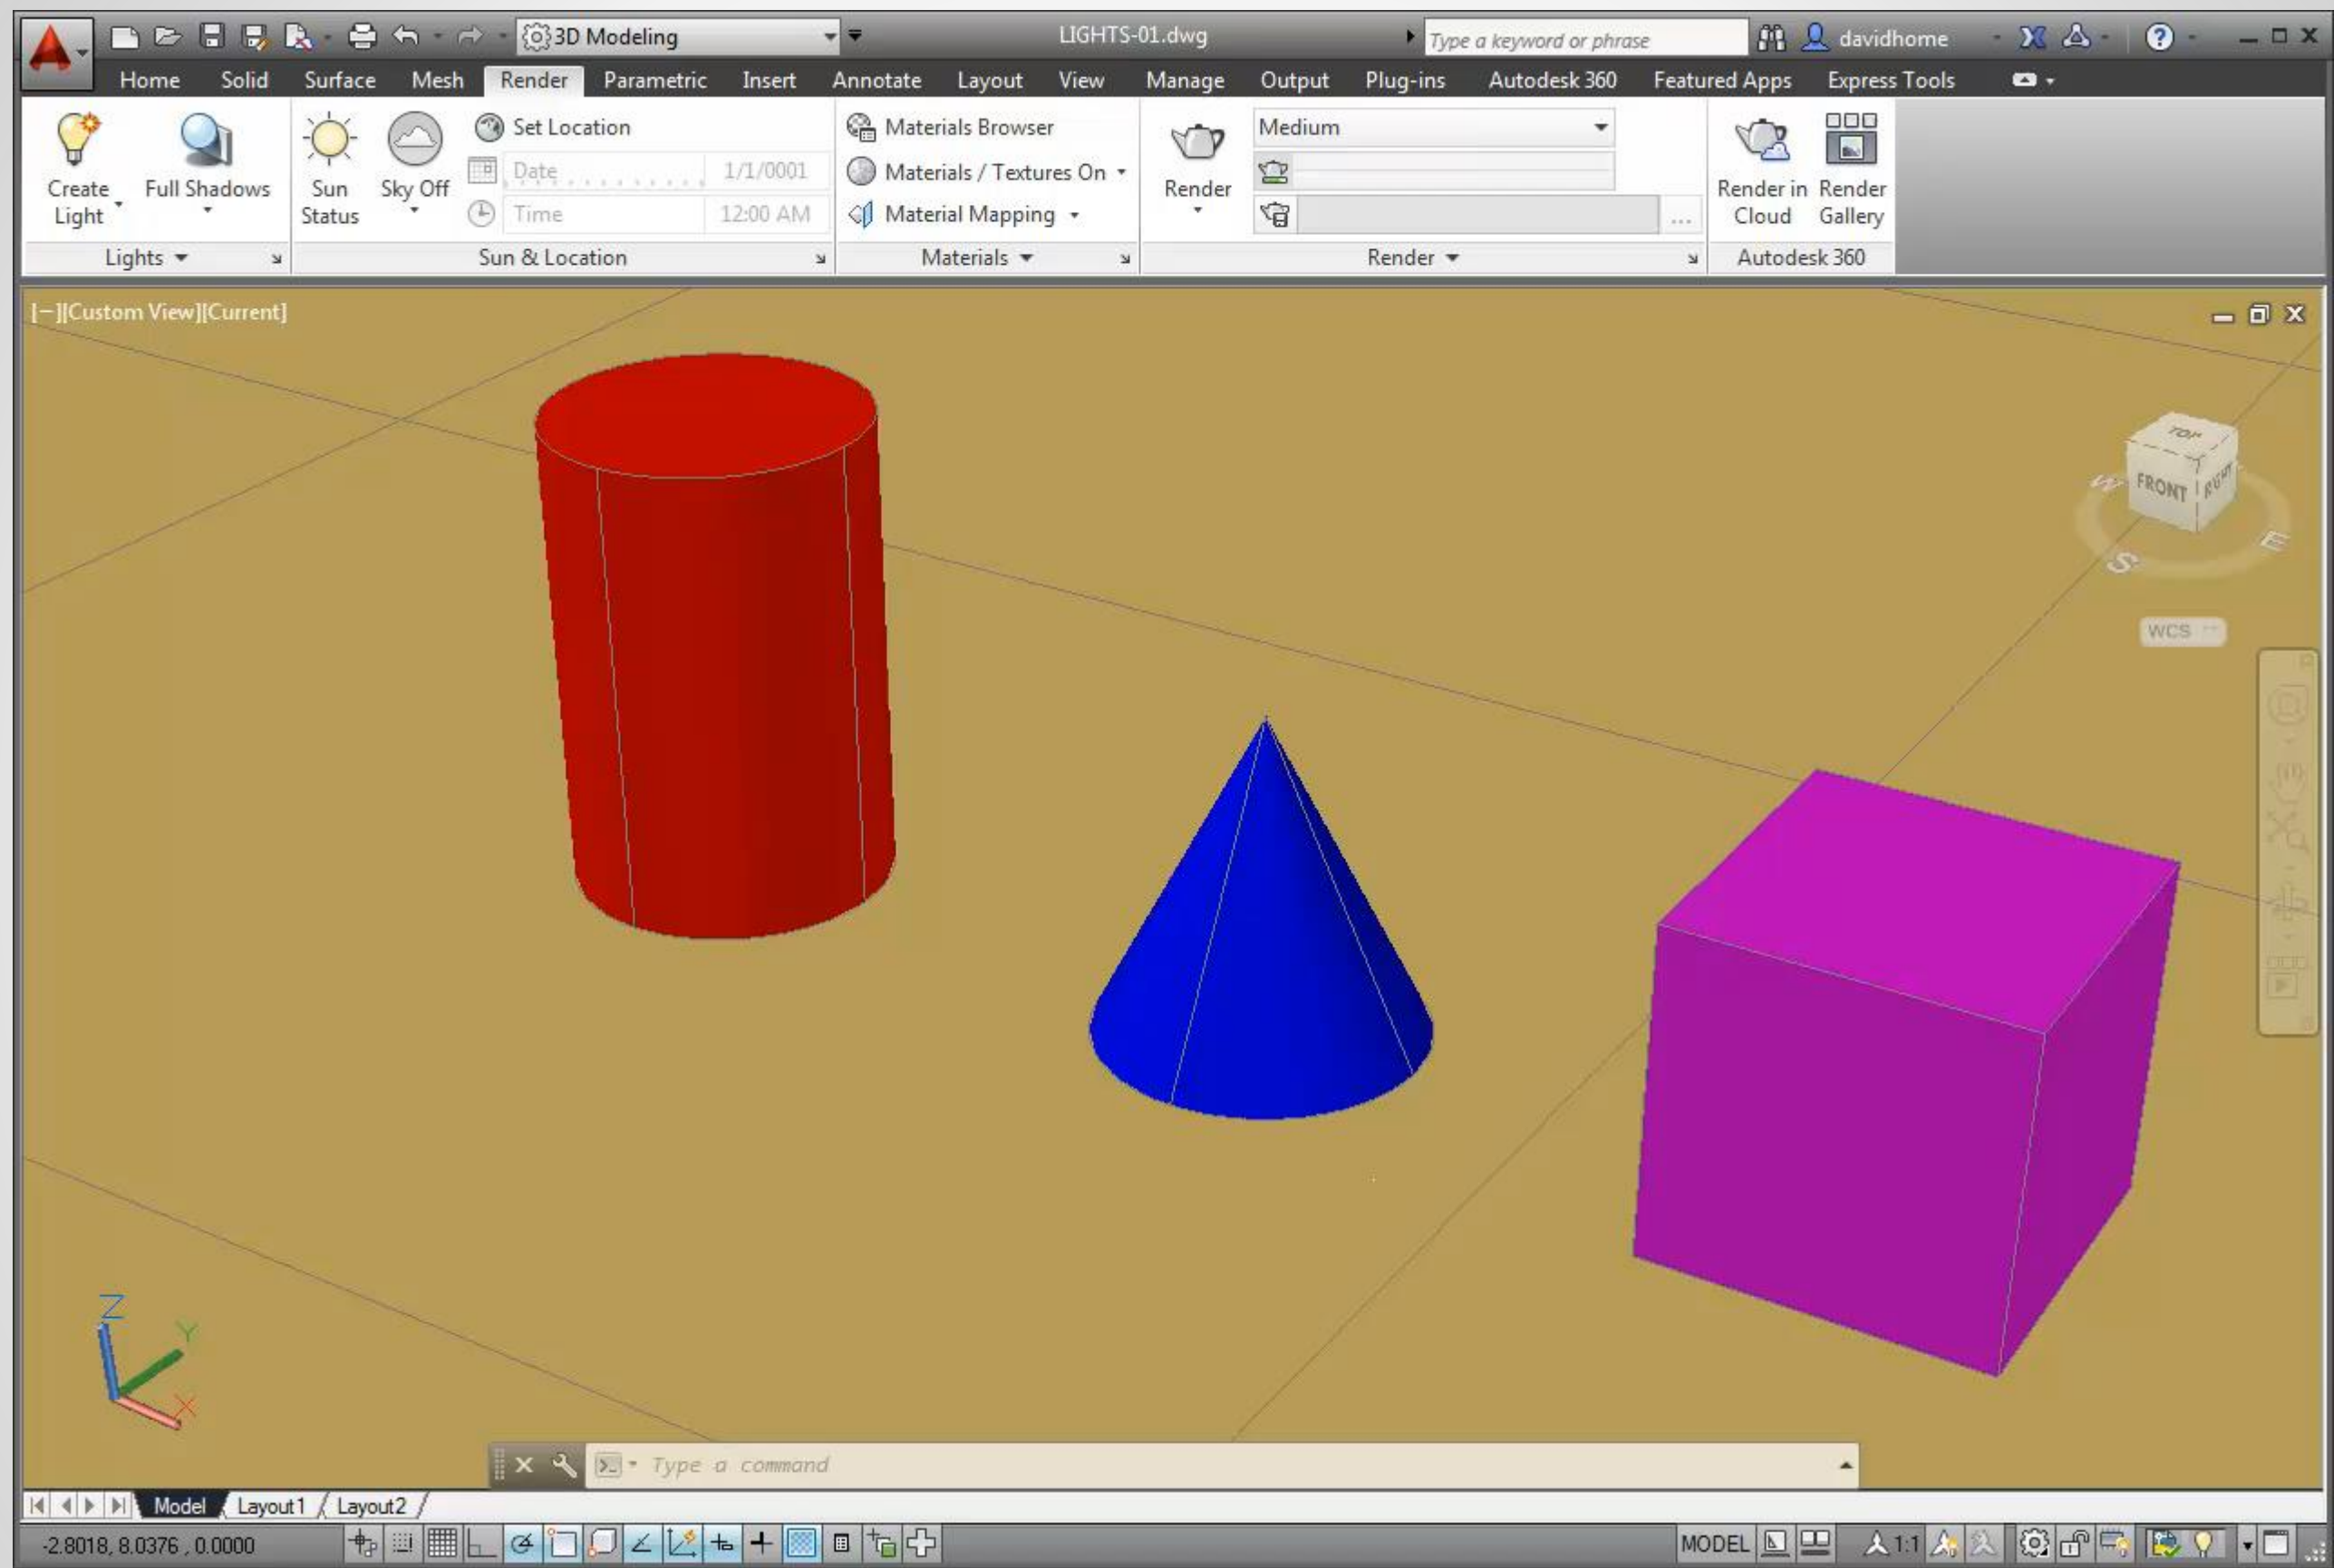 3D Modeling LIGHTS-01.dwg Type a keyword or phrase davidhome
Home Solid Surface Mesh Render Parametric Insert Annotate Layout View Manage Output Plug-ins Autodesk 360 Featured Apps Express Tools
Set Location Materials Browser Medium
Date 1/1/0001 Materials / Textures On
Create Light Full Shadows Sun Status Sky Off Render Render in Cloud Render Gallery
Time 12:00 AM Material Mapping ...
Lights Sun & Location Materials Render Autodesk 360
[−][Custom View][Current]
TOP
FRONT RIGHT
W
S E
WCS
Z
Y
X
Type a command
Model Layout1 Layout2
-2.8018, 8.0376 , 0.0000 MODEL 1:1